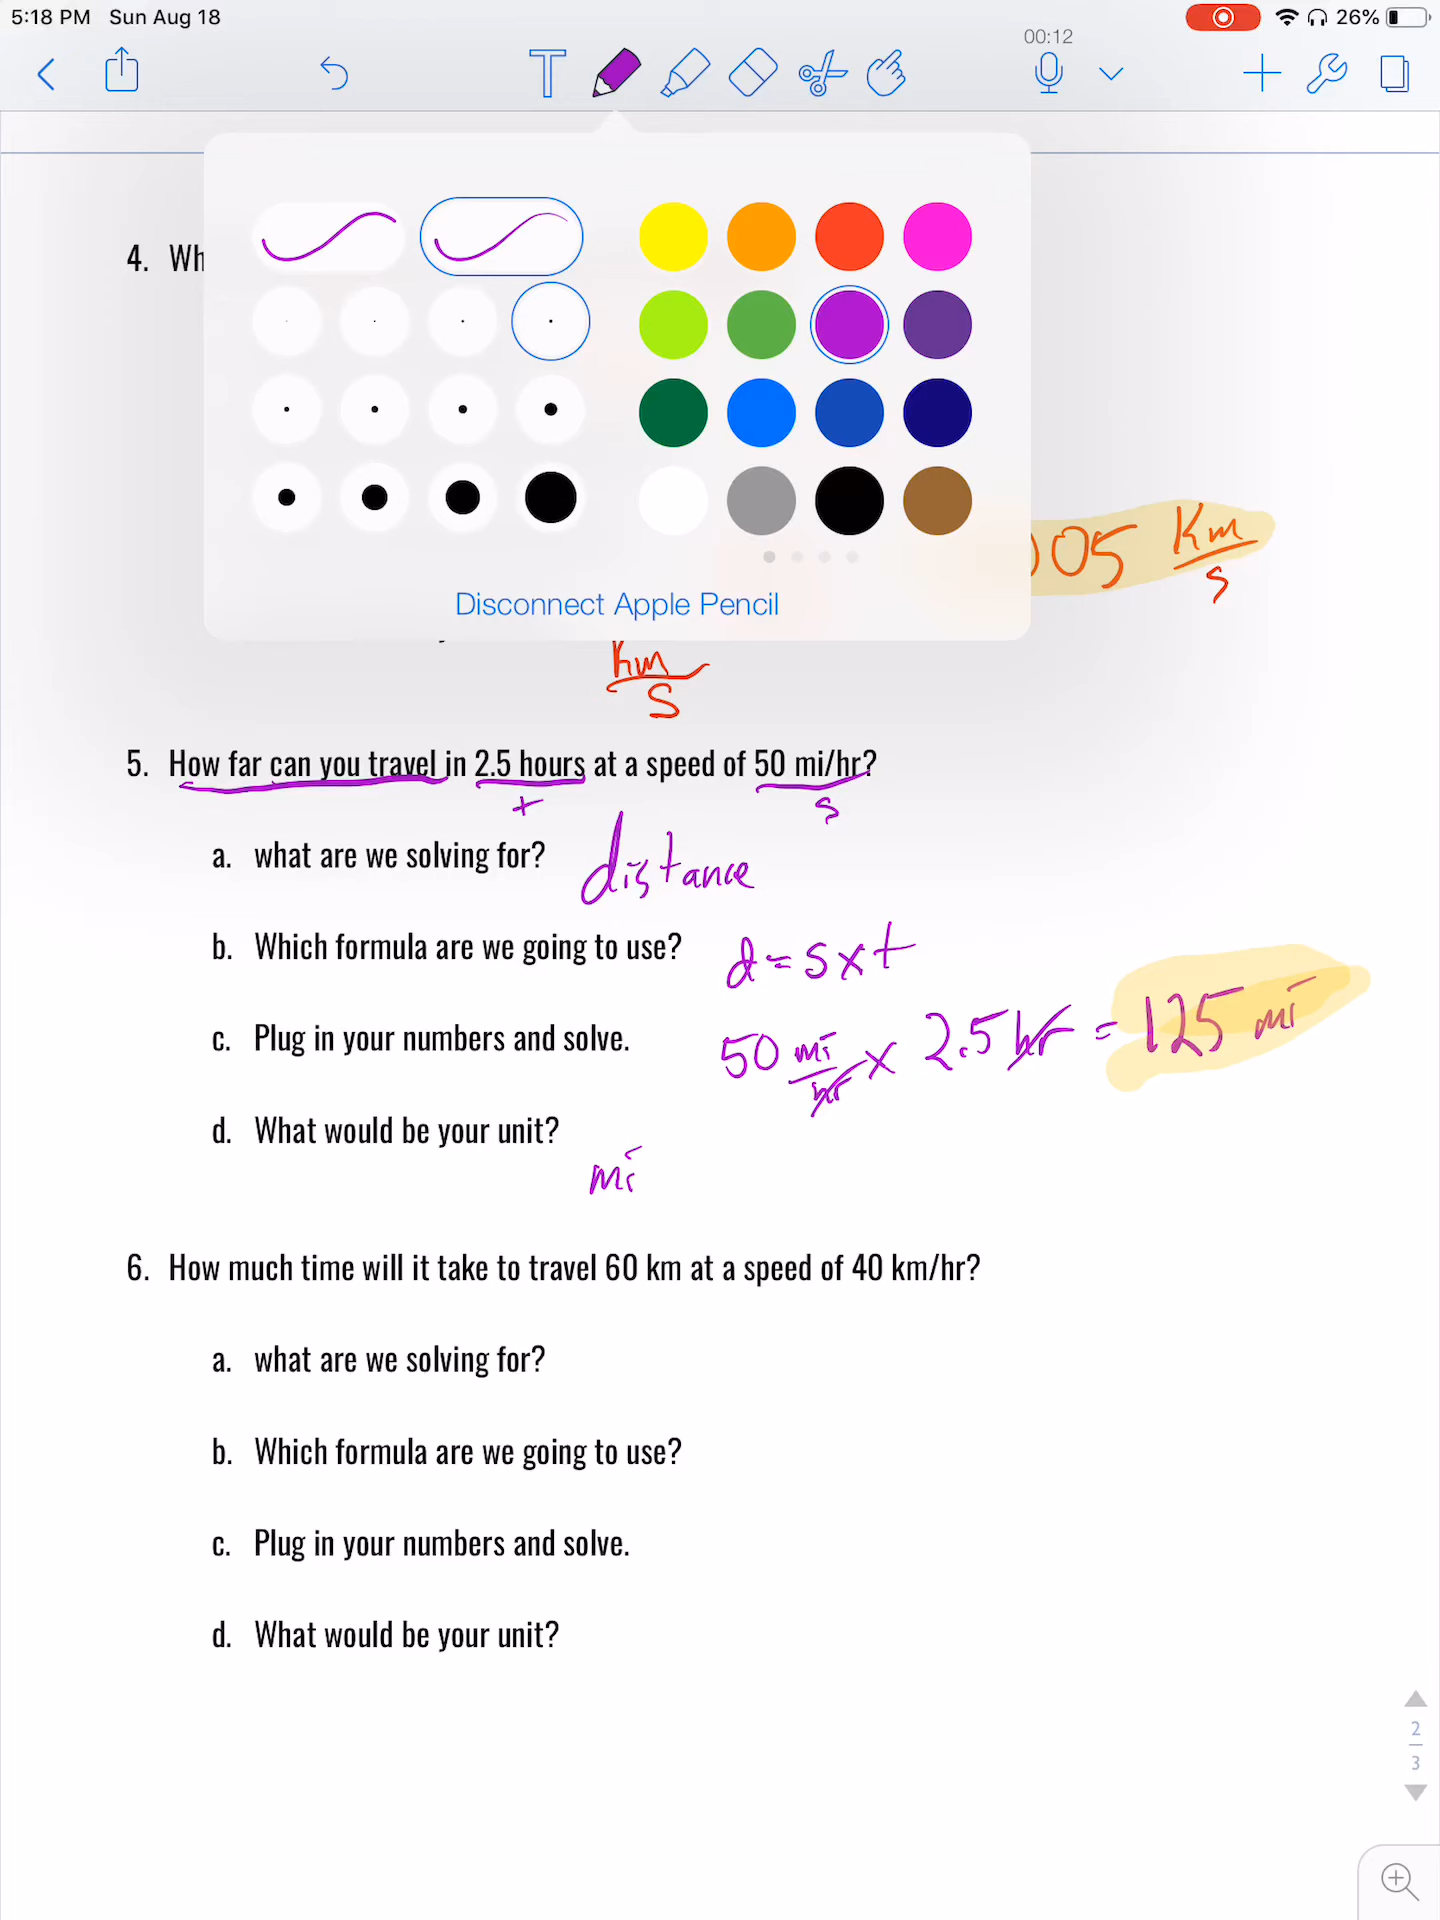 5:18 PM Sun Aug 18 26%
00:12
4. Wh
Disconnect Apple Pencil
05 Km
s
Km
S
5. How far can you travel in 2.5 hours at a speed of 50 mi/hr?
t s
a. what are we solving for? distance
b. Which formula are we going to use? d = s x t
c. Plug in your numbers and solve. 50 mi/hr x 2.5 hr = 125 mi
d. What would be your unit?
mi
6. How much time will it take to travel 60 km at a speed of 40 km/hr?
a. what are we solving for?
b. Which formula are we going to use?
c. Plug in your numbers and solve.
d. What would be your unit?
2
3